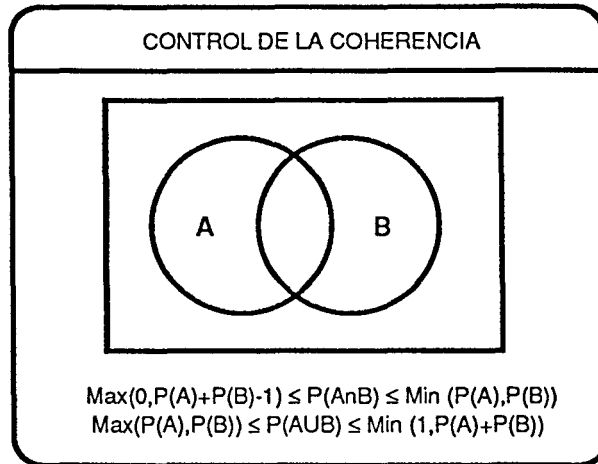 CONTROL DE LA COHERENCIA
A B
Max(0,P(A)+P(B)-1) ≤ P(AnB) ≤ Min (P(A),P(B))
Max(P(A),P(B)) ≤ P(AUB) ≤ Min (1,P(A)+P(B))